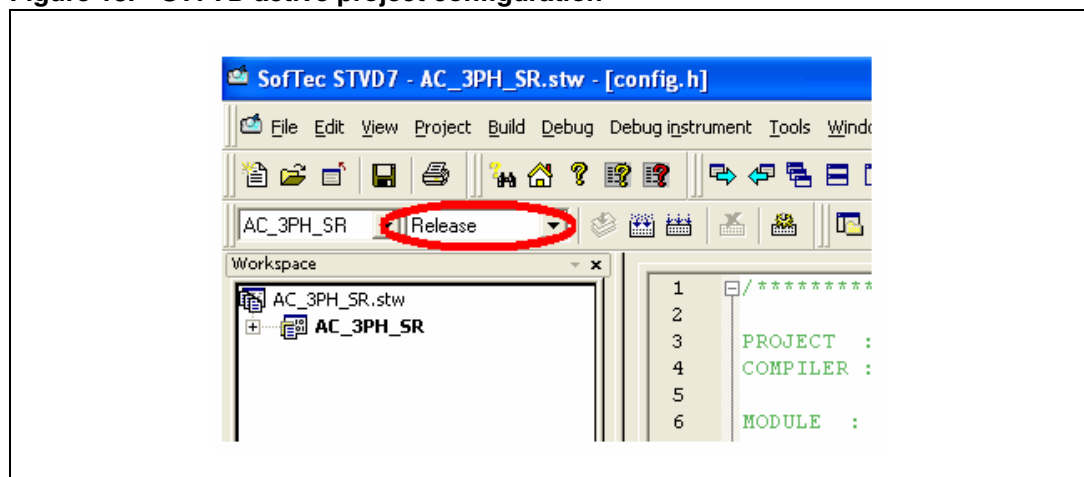 SofTec STVD7 - AC_3PH_SR.stw - [config.h]
File Edit View Project Build Debug Debug instrument Tools
AC_3PH_SR Release
Workspace
AC_3PH_SR.stw
AC_3PH_SR
1 /*********
2
3 PROJECT :
4 COMPILER :
5
6 MODULE :